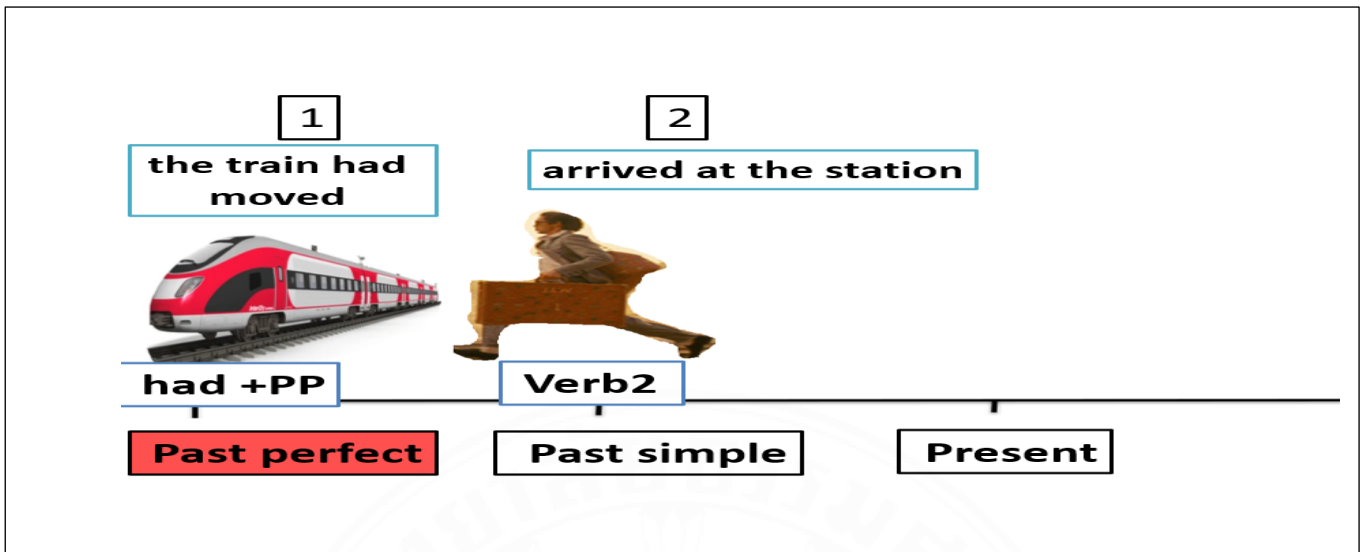 1
2
the train had
moved
arrived at the station
had +PP
Verb2
Past perfect
Past simple
Present